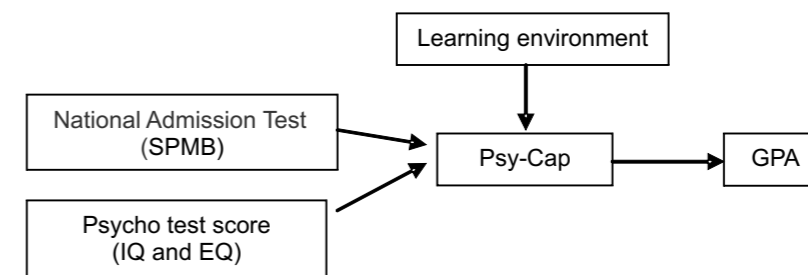 Learning environment
National Admission Test
(SPMB)
Psy-Cap
GPA
Psycho test score
(IQ and EQ)